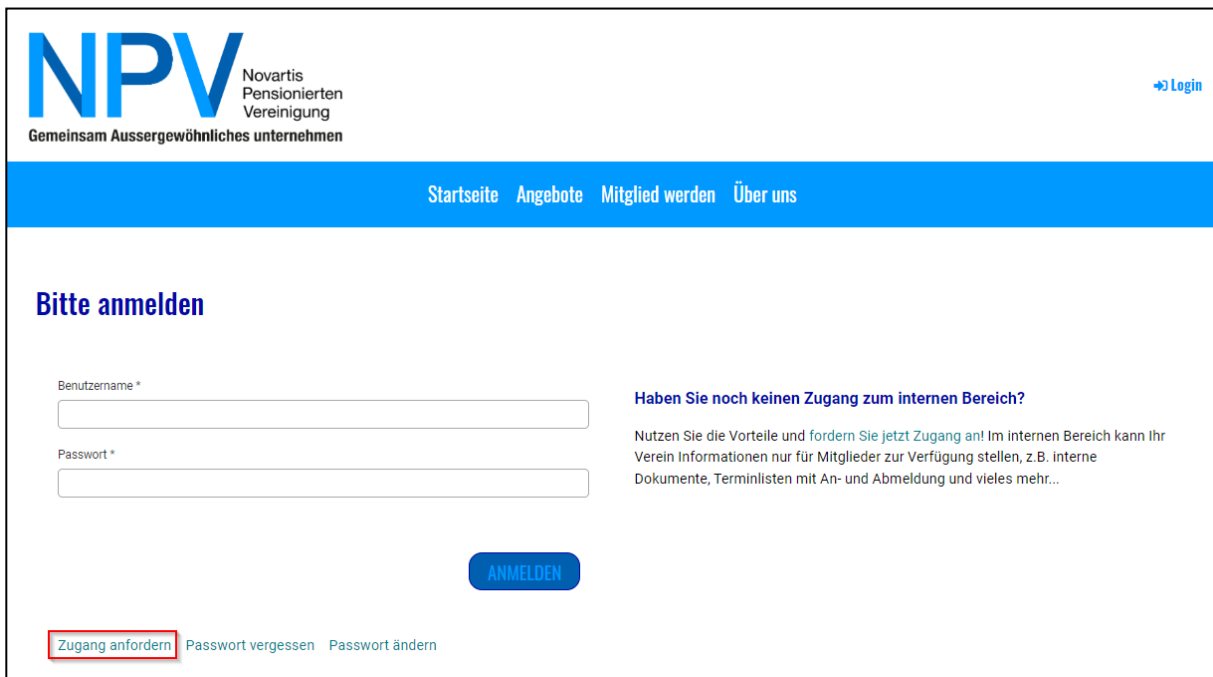 NPV
Novartis
Pensionierten
Vereinigung
Gemeinsam Aussergewöhnliches unternehmen
Login
Startseite Angebote Mitglied werden Über uns
Bitte anmelden
Benutzername *
Passwort *
ANMELDEN
Zugang anfordern Passwort vergessen Passwort ändern
Haben Sie noch keinen Zugang zum internen Bereich?
Nutzen Sie die Vorteile und fordern Sie jetzt Zugang an! Im internen Bereich kann Ihr
Verein Informationen nur für Mitglieder zur Verfügung stellen, z.B. interne
Dokumente, Terminlisten mit An- und Abmeldung und vieles mehr...